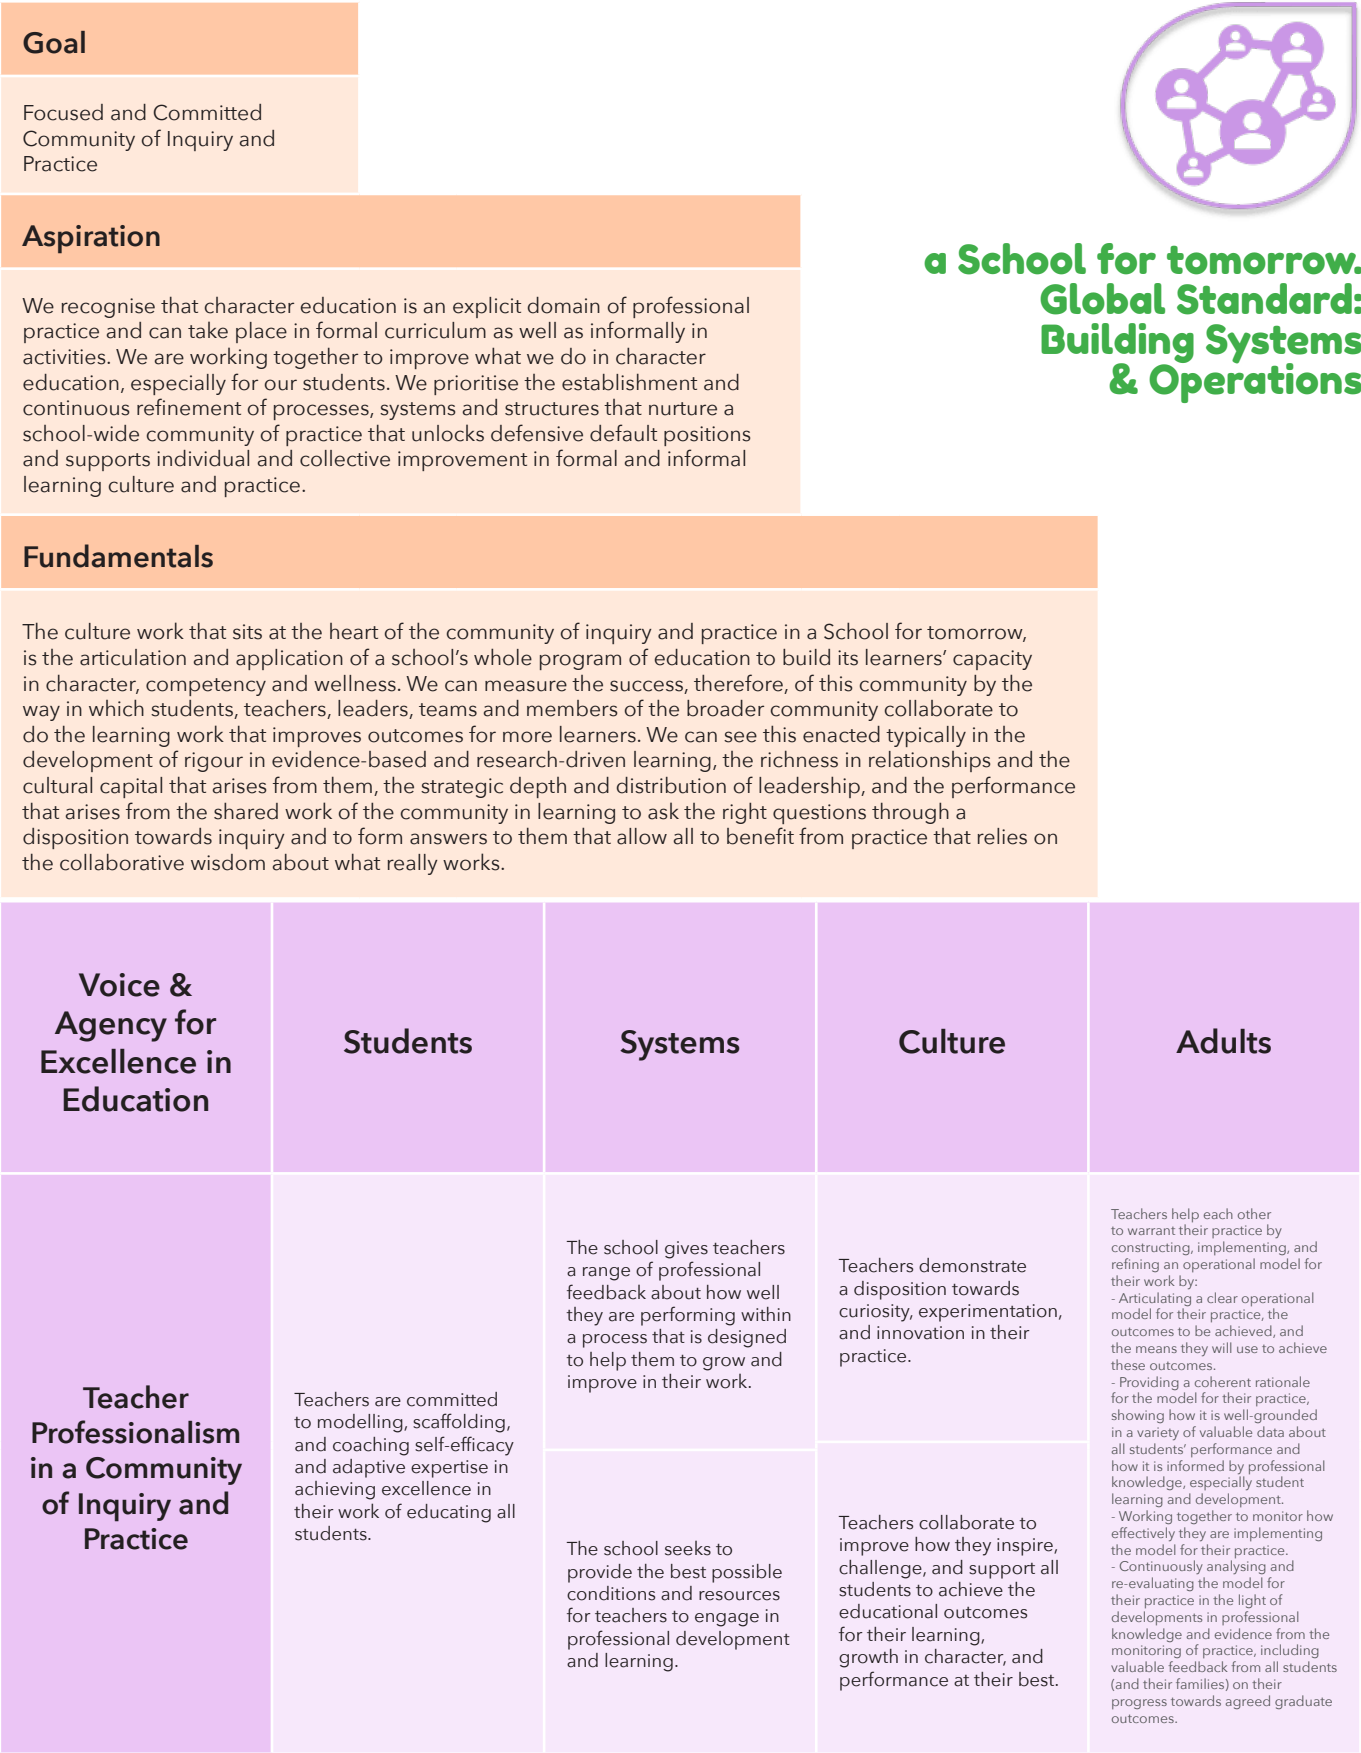 Goal
Focused and Committed
Community of Inquiry and
Practice
Aspiration
We recognise that character education is an explicit domain of professional
practice and can take place in formal curriculum as well as informally in
activities. We are working together to improve what we do in character
education, especially for our students. We prioritise the establishment and
continuous refinement of processes, systems and structures that nurture a
school-wide community of practice that unlocks defensive default positions
and supports individual and collective improvement in formal and informal
learning culture and practice.
a School for tomorrow.
Global Standard:
Building Systems
& Operations
Fundamentals
The culture work that sits at the heart of the community of inquiry and practice in a School for tomorrow,
is the articulation and application of a school’s whole program of education to build its learners’ capacity
in character, competency and wellness. We can measure the success, therefore, of this community by the
way in which students, teachers, leaders, teams and members of the broader community collaborate to
do the learning work that improves outcomes for more learners. We can see this enacted typically in the
development of rigour in evidence-based and research-driven learning, the richness in relationships and the
cultural capital that arises from them, the strategic depth and distribution of leadership, and the performance
that arises from the shared work of the community in learning to ask the right questions through a
disposition towards inquiry and to form answers to them that allow all to benefit from practice that relies on
the collaborative wisdom about what really works.
Voice &
Agency for
Excellence in
Education
Students
Systems
Culture
Adults
Teacher
Professionalism
in a Community
of Inquiry and
Practice
Teachers are committed
to modelling, scaffolding,
and coaching self-efficacy
and adaptive expertise in
achieving excellence in
their work of educating all
students.
The school gives teachers
a range of professional
feedback about how well
they are performing within
a process that is designed
to help them to grow and
improve in their work.
The school seeks to
provide the best possible
conditions and resources
for teachers to engage in
professional development
and learning.
Teachers demonstrate
a disposition towards
curiosity, experimentation,
and innovation in their
practice.
Teachers collaborate to
improve how they inspire,
challenge, and support all
students to achieve the
educational outcomes
for their learning,
growth in character, and
performance at their best.
Teachers help each other
to warrant their practice by
constructing, implementing, and
refining an operational model for
their work by:
- Articulating a clear operational
model for their practice, the
outcomes to be achieved, and
the means they will use to achieve
these outcomes.
- Providing a coherent rationale
for the model for their practice,
showing how it is well-grounded
in a variety of valuable data about
all students’ performance and
how it is informed by professional
knowledge, especially student
learning and development.
- Working together to monitor how
effectively they are implementing
the model for their practice.
- Continuously analysing and
re-evaluating the model for
their practice in the light of
developments in professional
knowledge and evidence from the
monitoring of practice, including
valuable feedback from all students
(and their families) on their
progress towards agreed graduate
outcomes.